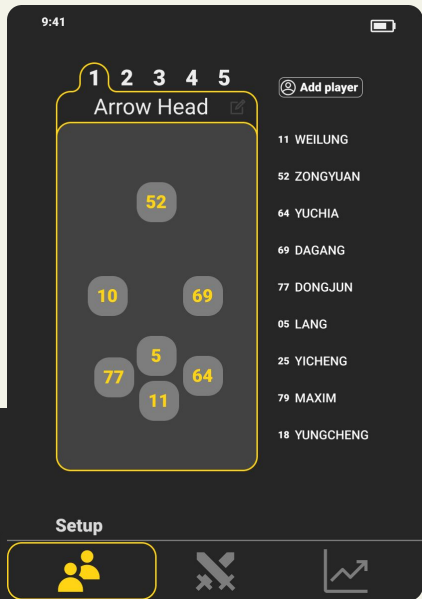 9:41
1 2 3 4 5
Arrow Head
Add player
11 WEILUNG
52 ZONGYUAN
64 YUCHIA
69 DAGANG
77 DONGJUN
05 LANG
25 YICHENG
79 MAXIM
18 YUNGCHENG
52
10 69
5
77 64
11
Setup